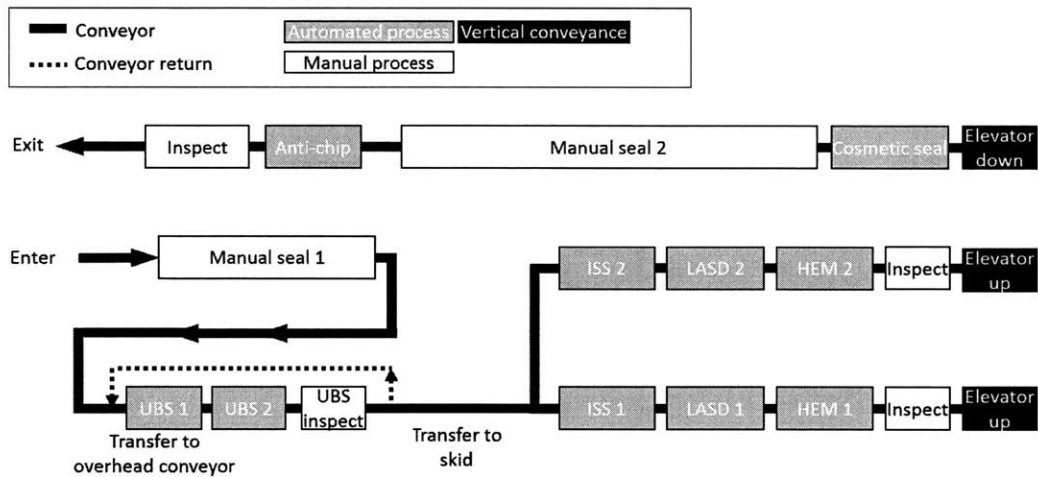 Conveyor
Automated process
Vertical conveyance
Conveyor return
Manual process
Exit
Inspect
Anti-chip
Manual seal 2
Cosmetic seal
Elevator
down
Enter
Manual seal 1
ISS 2
LASD 2
HEM 2
Inspect
Elevator
up
UBS 1
UBS 2
UBS
inspect
ISS 1
LASD 1
HEM 1
Inspect
Elevator
up
Transfer to
overhead conveyor
Transfer to
skid